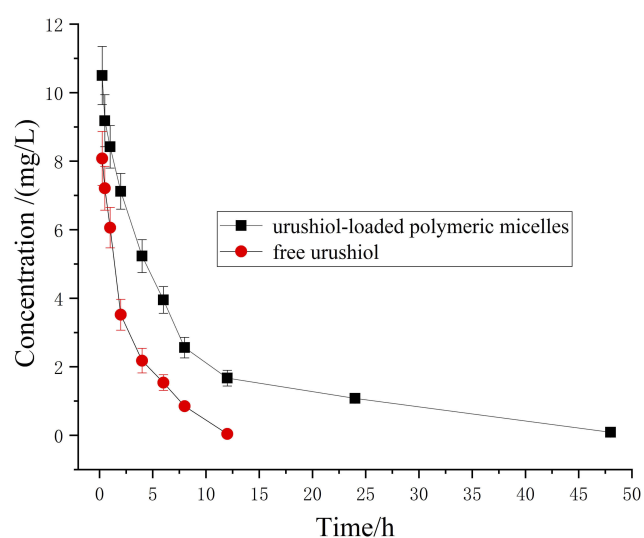 12
10
8
6
4
2
0
Concentration /(mg/L)
urushiol-loaded polymeric micelles
free urushiol
0 5 10 15 20 25 30 35 40 45 50
Time/h